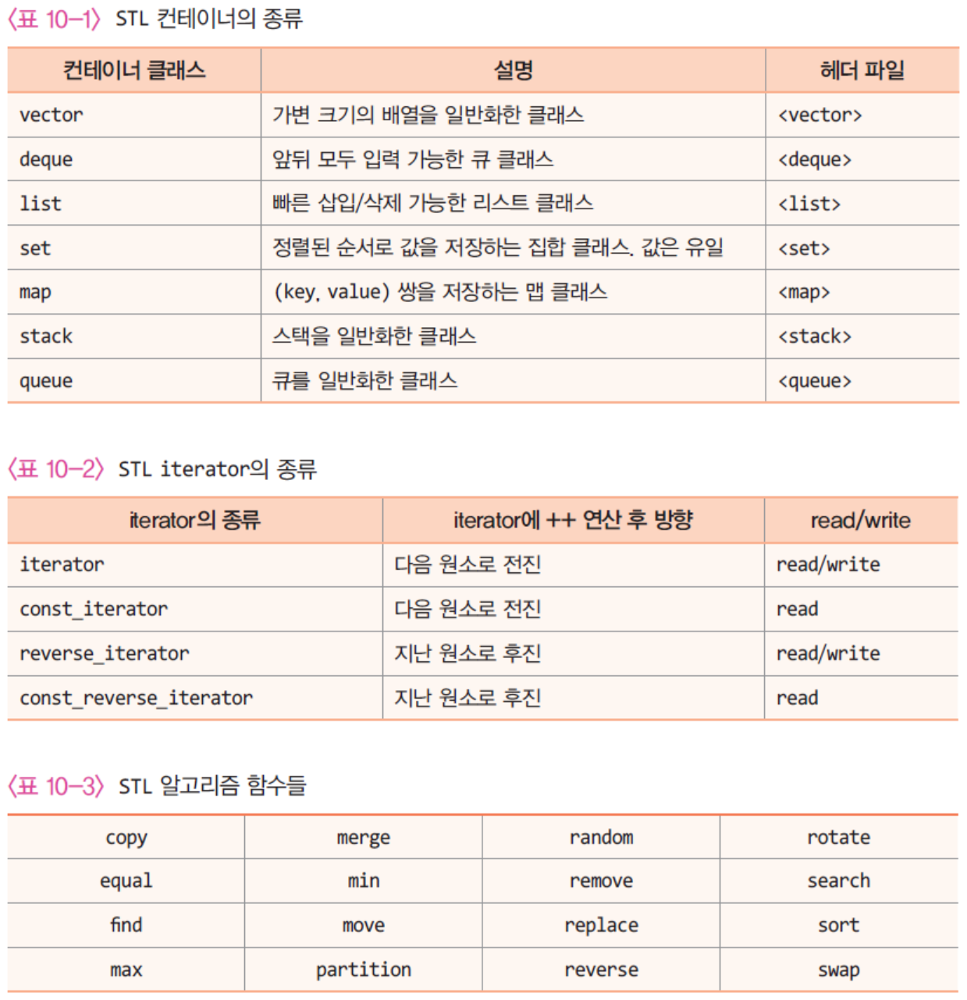 〈표 10-1〉 STL 컨테이너의 종류
컨테이너 클래스 설명 헤더 파일
vector 가변 크기의 배열을 일반화한 클래스 <vector>
deque 앞뒤 모두 입력 가능한 큐 클래스 <deque>
list 빠른 삽입/삭제 가능한 리스트 클래스 <list>
set 정렬된 순서로 값을 저장하는 집합 클래스. 값은 유일 <set>
map (key, value) 쌍을 저장하는 맵 클래스 <map>
stack 스택을 일반화한 클래스 <stack>
queue 큐를 일반화한 클래스 <queue>
〈표 10-2〉 STL iterator의 종류
iterator의 종류 iterator에 ++ 연산 후 방향 read/write
iterator 다음 원소로 전진 read/write
const_iterator 다음 원소로 전진 read
reverse_iterator 지난 원소로 후진 read/write
const_reverse_iterator 지난 원소로 후진 read
〈표 10-3〉 STL 알고리즘 함수들
copy merge random rotate
equal min remove search
find move replace sort
max partition reverse swap